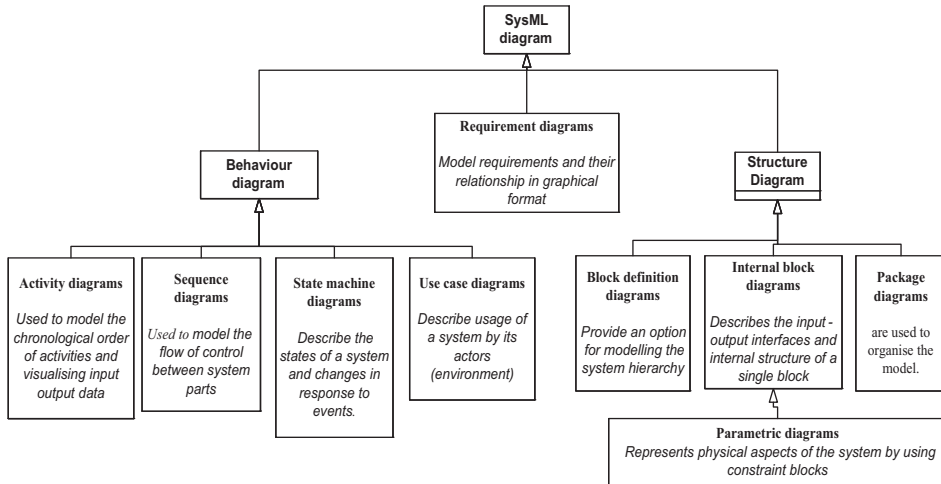 SysML
diagram
Requirement diagrams
Model requirements and their
relationship in graphical
format
Behaviour
diagram
Structure
Diagram
Activity diagrams
Used to model the
chronological order
of activities and
visualising input
output data
Sequence
diagrams
Used to model the
flow of control
between system
parts
State machine
diagrams
Describe the
states of a system
and changes in
response to
events.
Use case diagrams
Describe usage of
a system by its
actors
(environment)
Block definition
diagrams
Provide an option
for modelling the
system hierarchy
Internal block
diagrams
Describes the input-
output interfaces and
internal structure of a
single block
Package
diagrams
are used to
organise the
model.
Parametric diagrams
Represents physical aspects of the system by using
constraint blocks